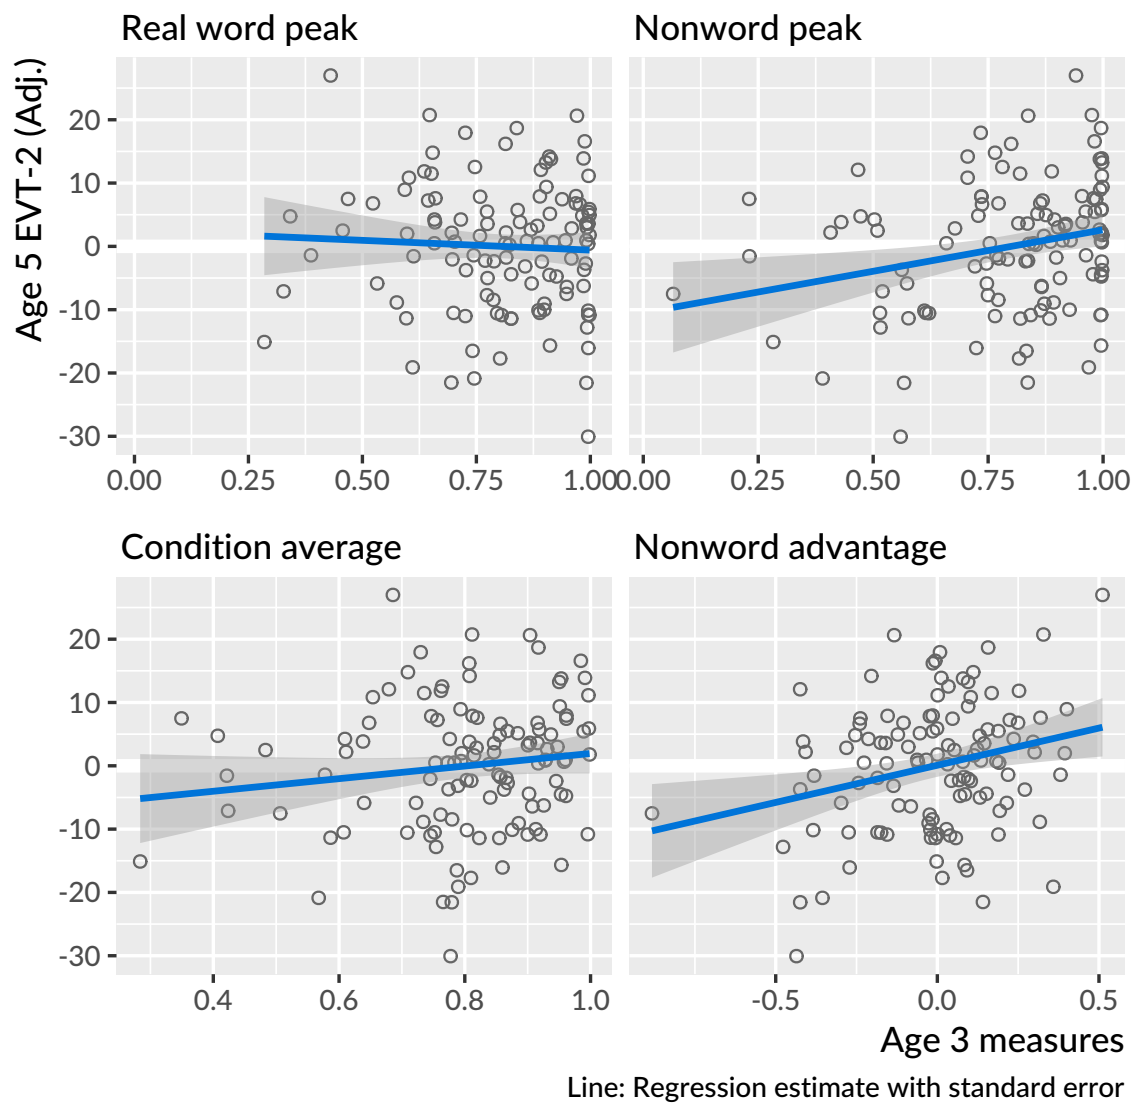 Real word peak
Nonword peak
Age 5 EVT-2 (Adj.)
20
10
0
-10
-20
-30
0.00 0.25 0.50 0.75 1.00
0.00 0.25 0.50 0.75 1.00
Condition average
Nonword advantage
20
10
0
-10
-20
-30
0.4 0.6 0.8 1.0
-0.5 0.0 0.5
Age 3 measures
Line: Regression estimate with standard error